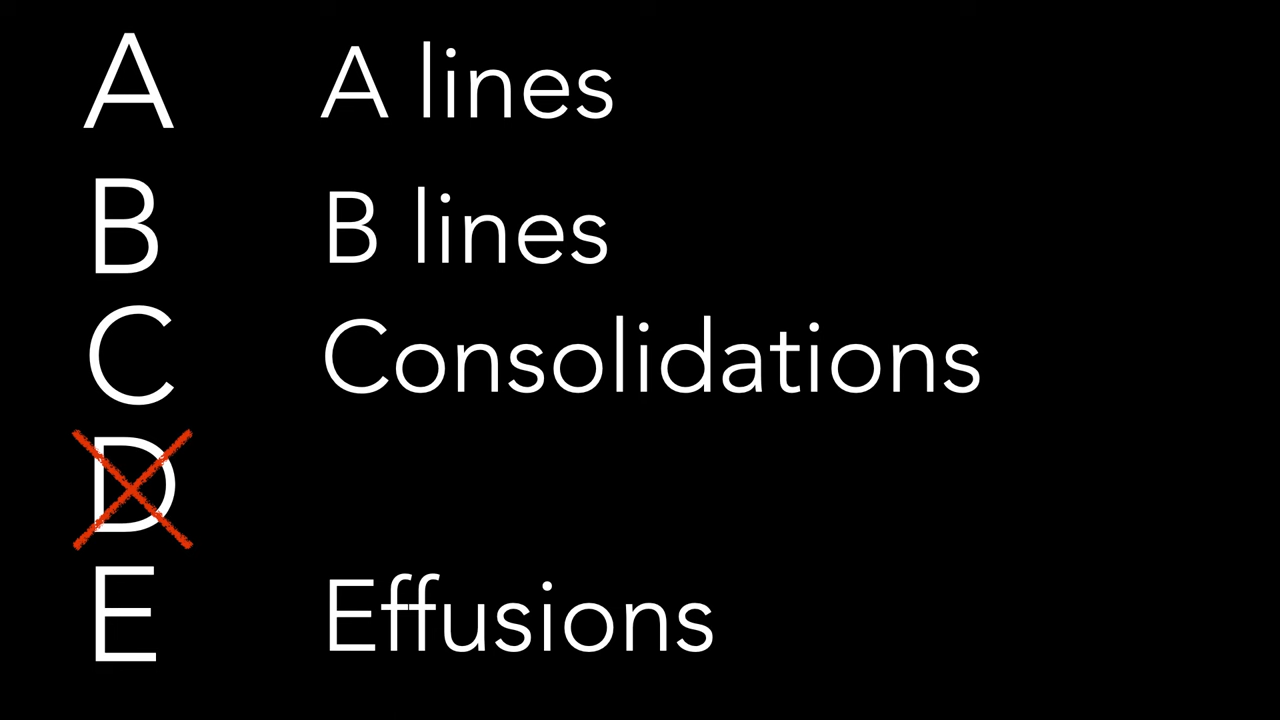 A A lines
B B lines
C Consolidations
D
E Effusions